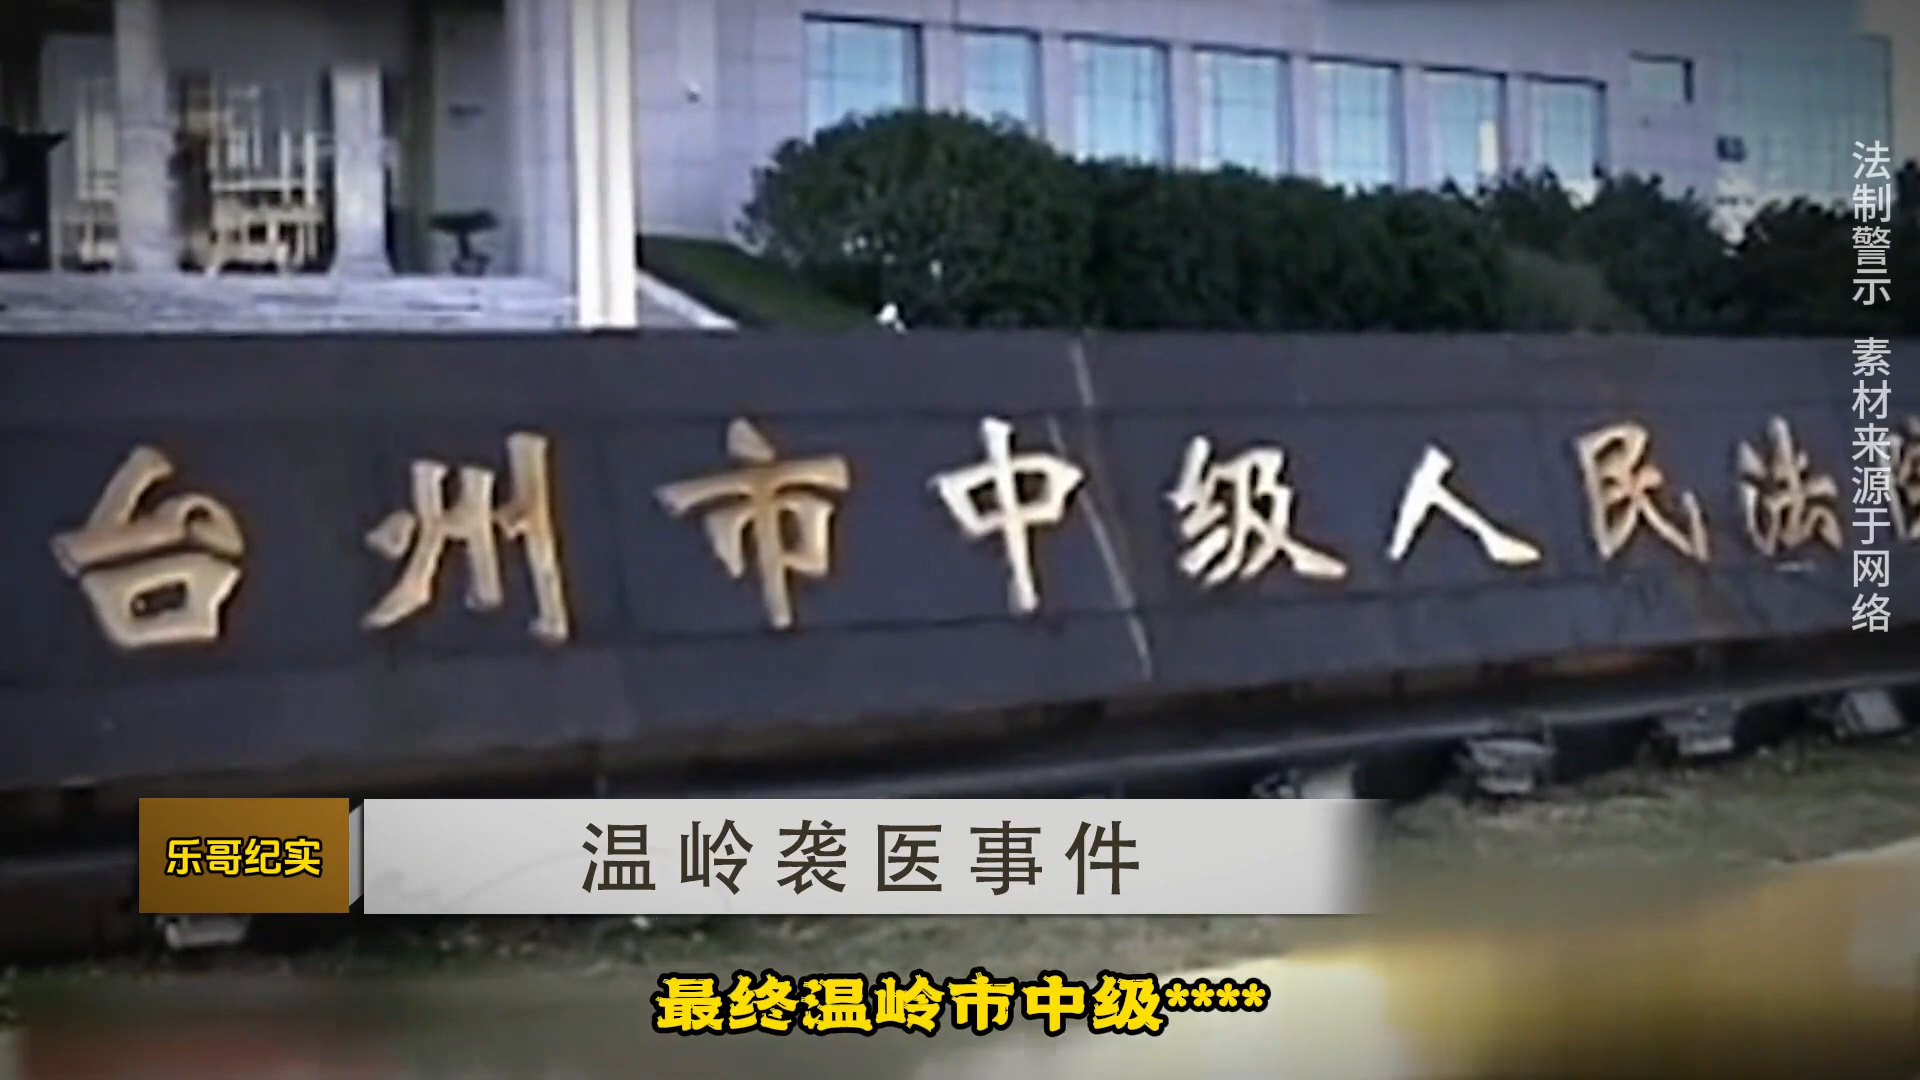 法制警示 素材来源于网络
台州市中级人民法
乐哥纪实
温岭袭医事件
最终温岭市中级****